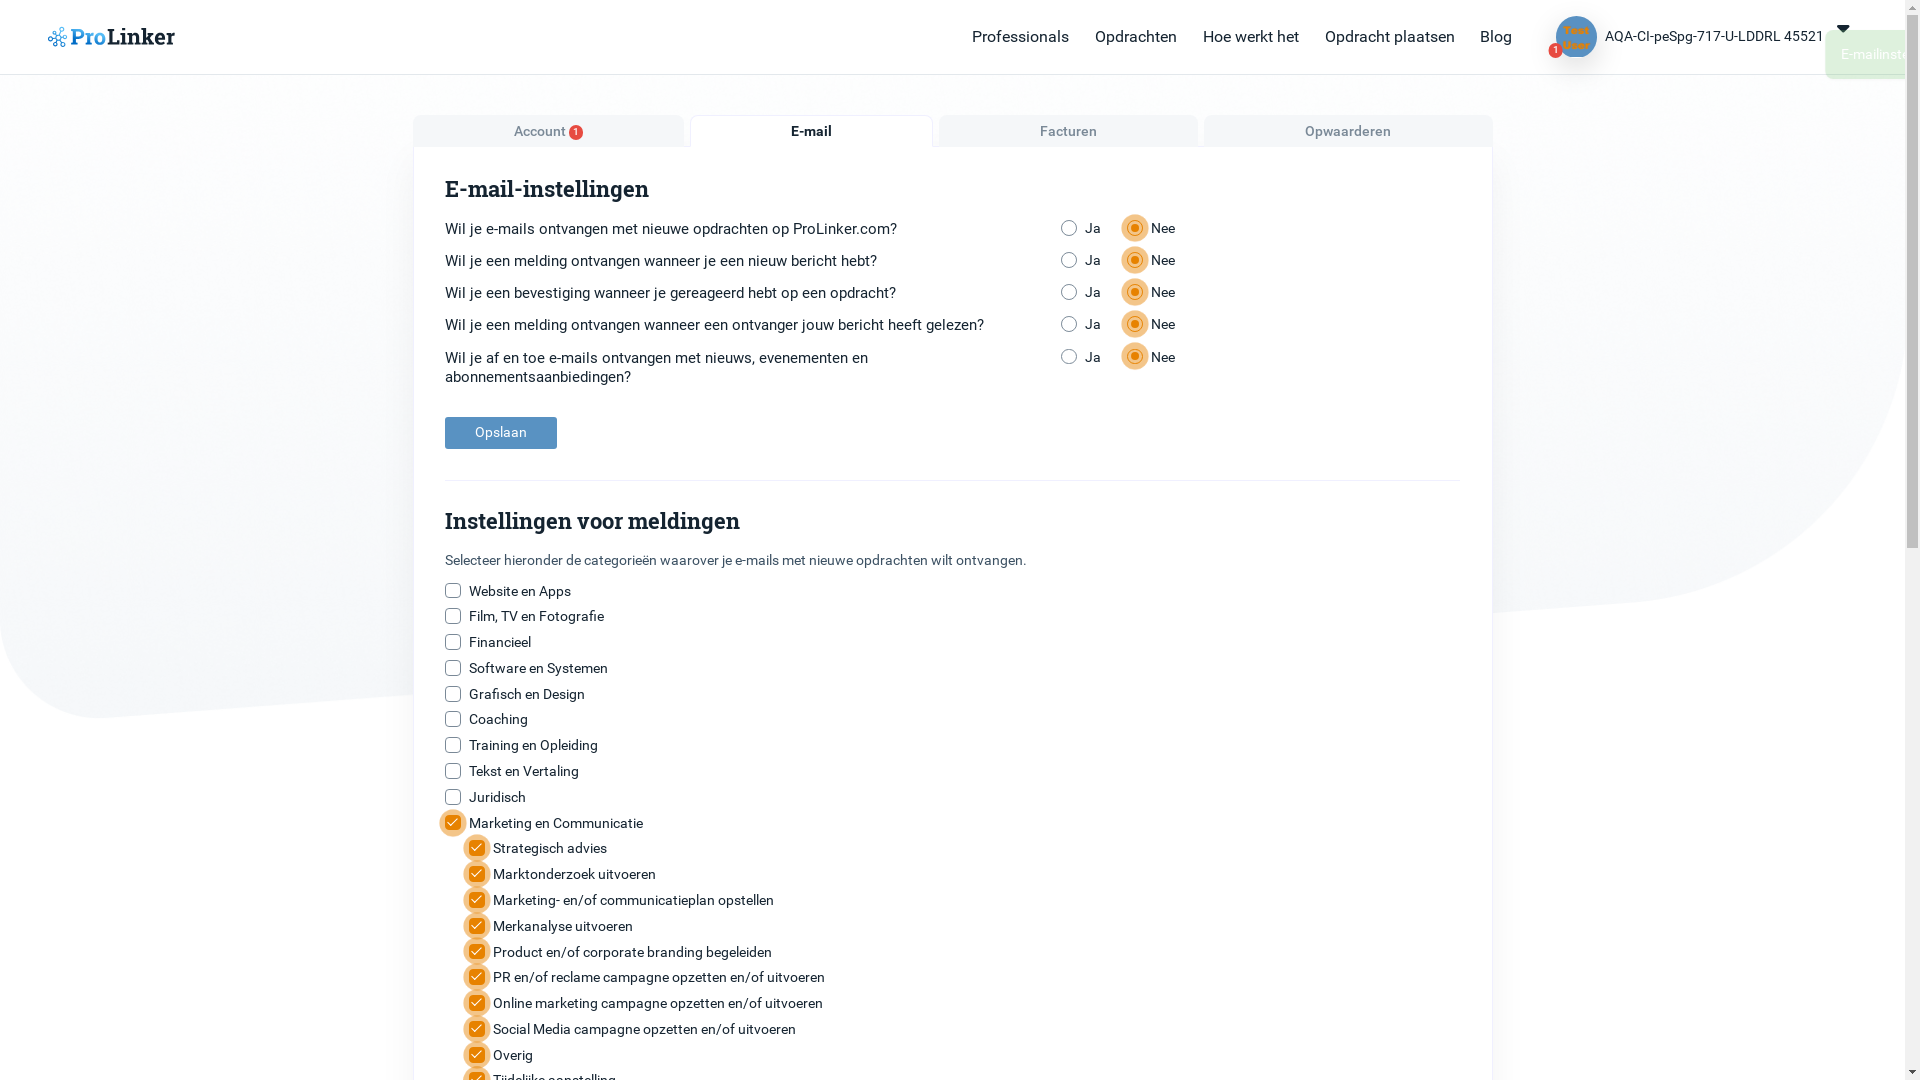 ProLinker
Professionals
Opdrachten
Hoe werkt het
Opdracht plaatsen
Blog
Test
User
1
AQA-CI-peSpg-717-U-LDDRL 45521
Account 1
E-mail
Facturen
Opwaarderen
E-mail-instellingen
Wil je e-mails ontvangen met nieuwe opdrachten op ProLinker.com? Ja Nee
Wil je een melding ontvangen wanneer je een nieuw bericht hebt? Ja Nee
Wil je een bevestiging wanneer je gereageerd hebt op een opdracht? Ja Nee
Wil je een melding ontvangen wanneer een ontvanger jouw bericht heeft gelezen? Ja Nee
Wil je af en toe e-mails ontvangen met nieuws, evenementen en Ja Nee
abonnementsaanbiedingen?
Opslaan
Instellingen voor meldingen
Selecteer hieronder de categorieën waarover je e-mails met nieuwe opdrachten wilt ontvangen.
Website en Apps
Film, TV en Fotografie
Financieel
Software en Systemen
Grafisch en Design
Coaching
Training en Opleiding
Tekst en Vertaling
Juridisch
Marketing en Communicatie
Strategisch advies
Marktonderzoek uitvoeren
Marketing- en/of communicatieplan opstellen
Merkanalyse uitvoeren
Product en/of corporate branding begeleiden
PR en/of reclame campagne opzetten en/of uitvoeren
Online marketing campagne opzetten en/of uitvoeren
Social Media campagne opzetten en/of uitvoeren
Overig
Tijdelijke aanstelling